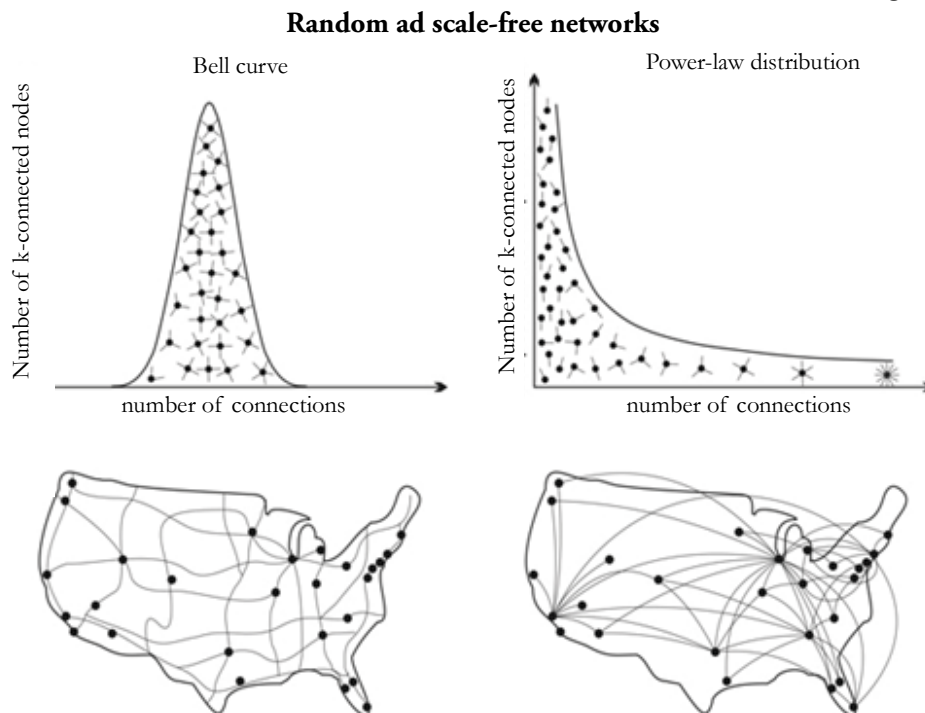 Random ad scale-free networks
Bell curve
Power-law distribution
Number of k-connected nodes
Number of k-connected nodes
number of connections
number of connections